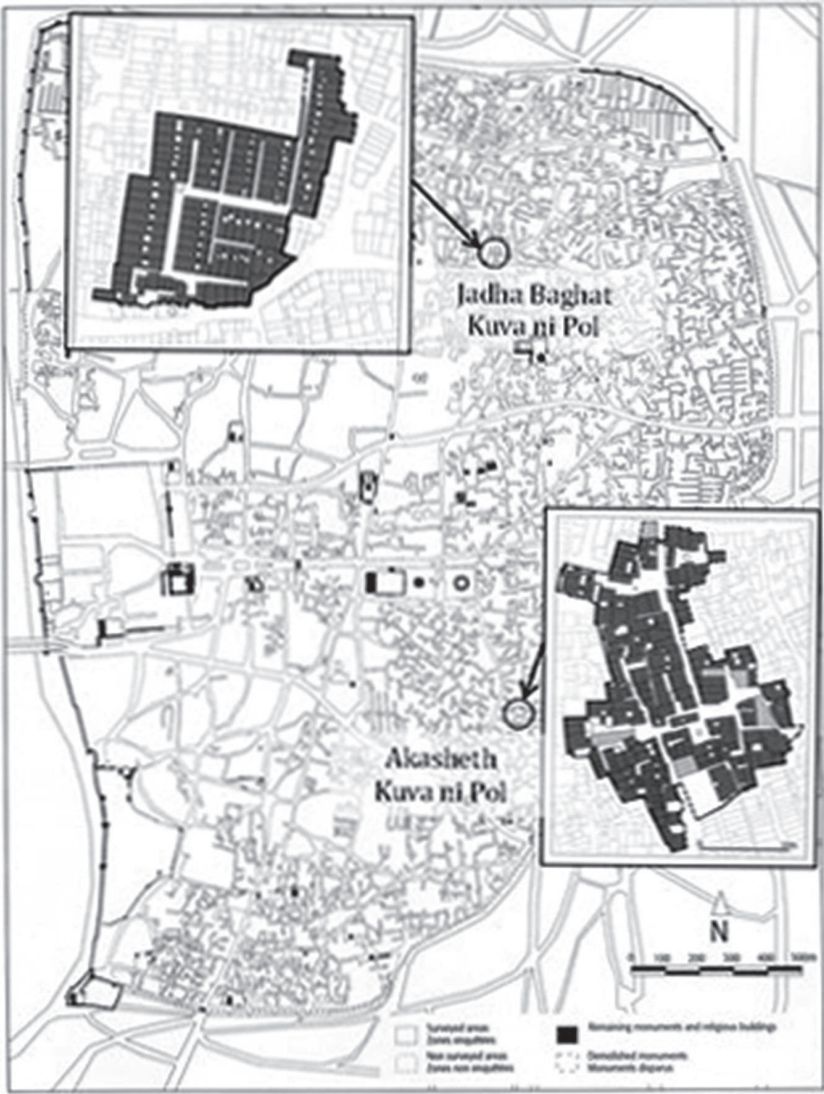 Jadha Baghat
Kuva ni Pol
Akasheth
Kuva ni Pol
N
0 100 200 300 400 500m
Surveyed areas
Zones enquêtées
Non surveyed areas
Zones non enquêtées
Remaining monuments and religious buildings
Demolished monuments
Monuments disparus